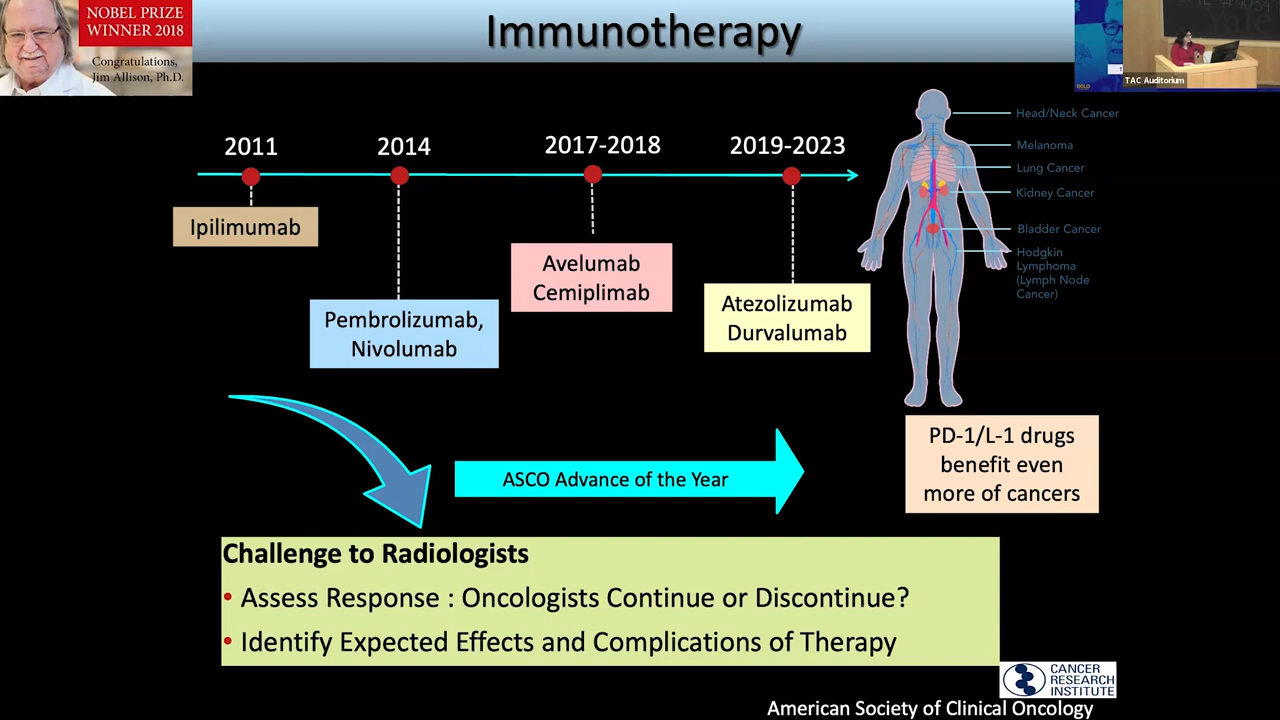 NOBEL PRIZE
WINNER 2018
Congratulations,
Jim Allison, Ph.D.
Immunotherapy
TAC Auditorium
2011
2014
2017-2018
2019-2023
Ipilimumab
Pembrolizumab,
Nivolumab
Avelumab
Cemiplimab
Atezolizumab
Durvalumab
Head/Neck Cancer
Melanoma
Lung Cancer
Kidney Cancer
Bladder Cancer
Hodgkin
Lymphoma
(Lymph Node
Cancer)
PD-1/L-1 drugs
benefit even
more of cancers
ASCO Advance of the Year
Challenge to Radiologists
• Assess Response : Oncologists Continue or Discontinue?
• Identify Expected Effects and Complications of Therapy
CANCER
RESEARCH
INSTITUTE
American Society of Clinical Oncology